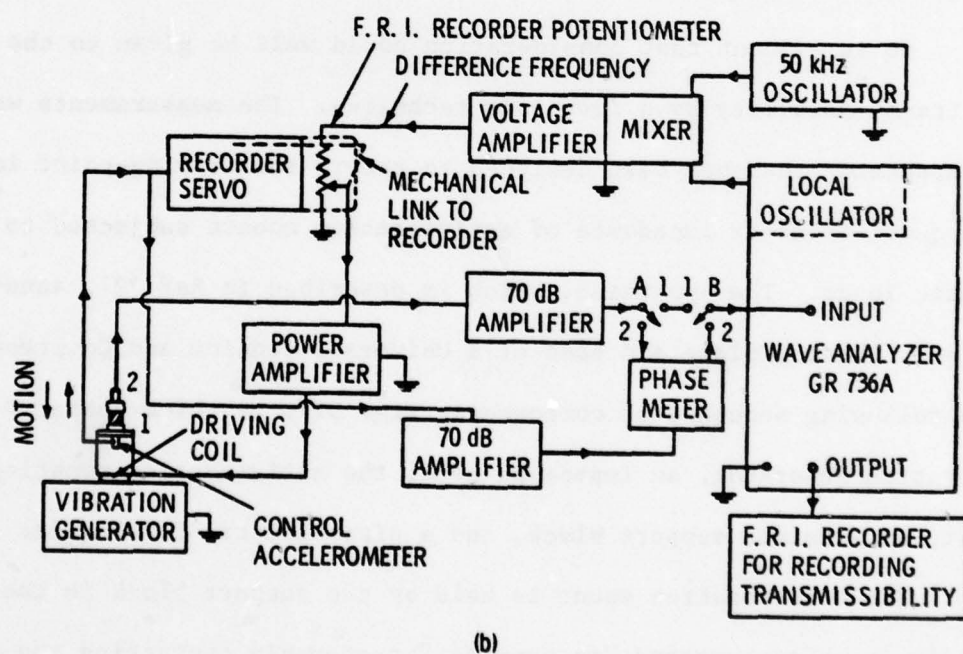 F. R. I. RECORDER POTENTIOMETER
DIFFERENCE FREQUENCY
50 kHz
OSCILLATOR
VOLTAGE
AMPLIFIER
MIXER
RECORDER
SERVO
MECHANICAL
LINK TO
RECORDER
LOCAL
OSCILLATOR
70 dB
AMPLIFIER
A
1
B
2
2
INPUT
WAVE ANALYZER
GR 736A
POWER
AMPLIFIER
PHASE
METER
MOTION
2
1
DRIVING
COIL
70 dB
AMPLIFIER
OUTPUT
VIBRATION
GENERATOR
CONTROL
ACCELEROMETER
F. R. I. RECORDER
FOR RECORDING
TRANSMISSIBILITY
(b)